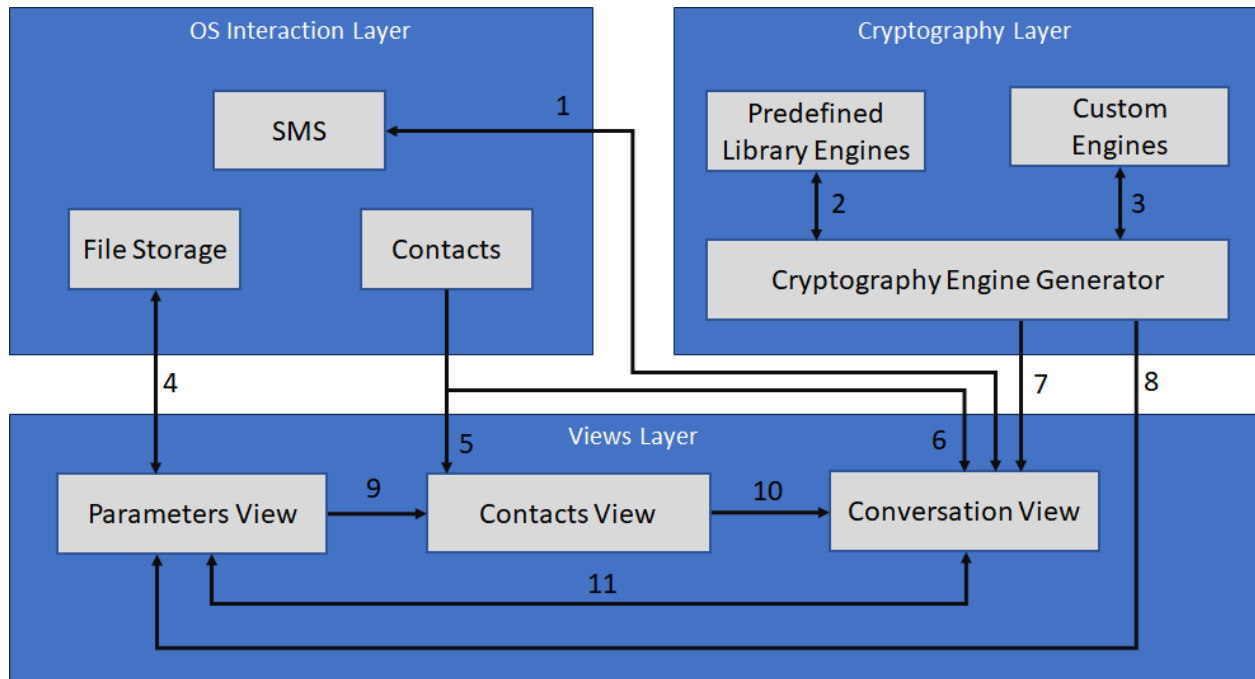 OS Interaction Layer
Cryptography Layer
1
SMS
Predefined
Library Engines
Custom
Engines
2
3
File Storage
Contacts
Cryptography Engine Generator
4
7
8
Views Layer
5
6
Parameters View
9
Contacts View
10
Conversation View
11